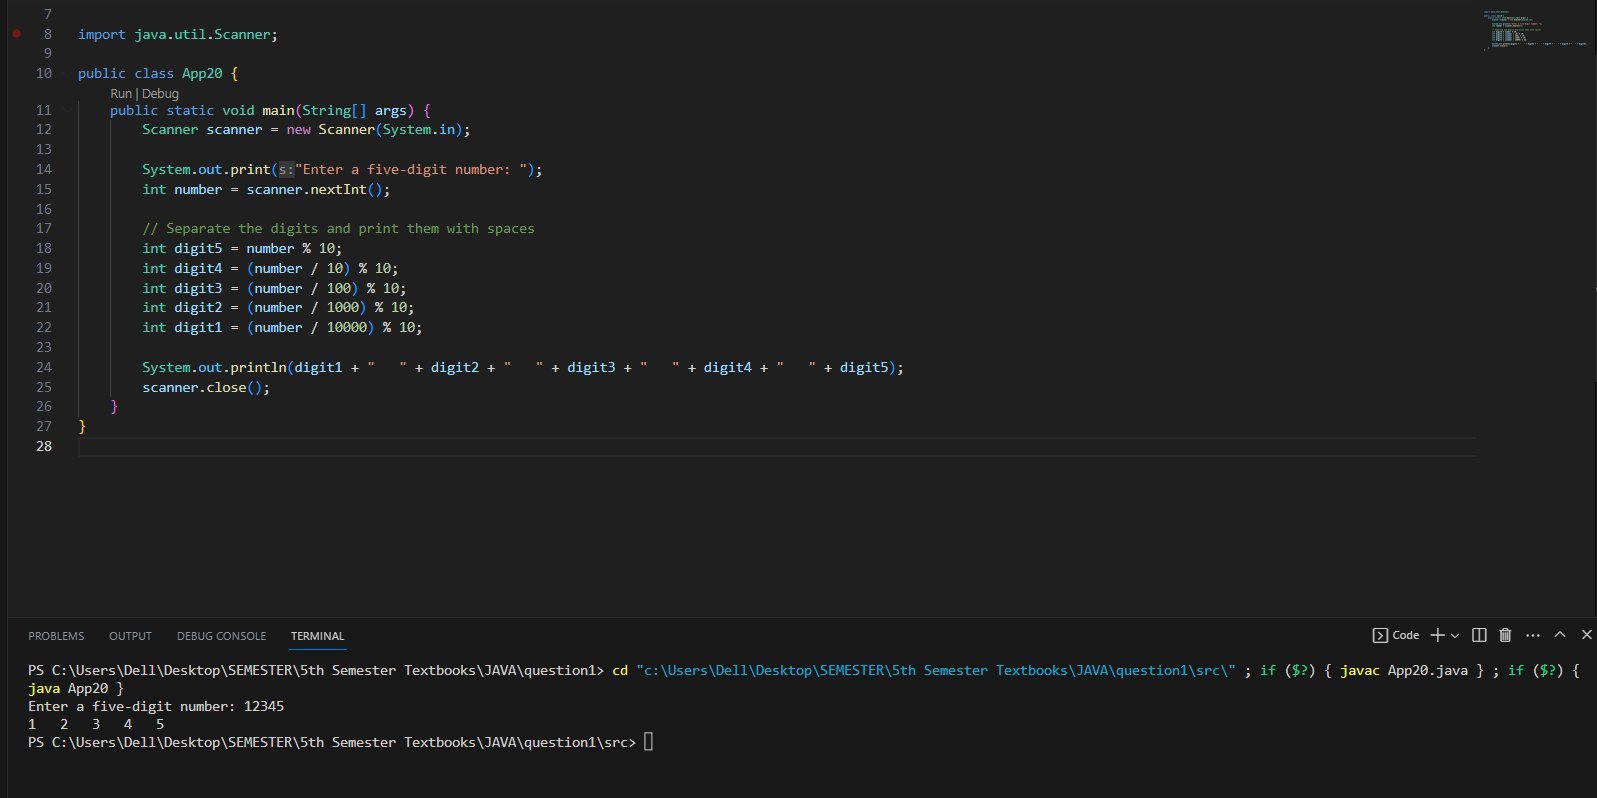 7
8 import java.util.Scanner;
9
10 public class App20 {
Run | Debug
11 public static void main(String[] args) {
12 Scanner scanner = new Scanner(System.in);
13
14 System.out.print(s:"Enter a five-digit number: ");
15 int number = scanner.nextInt();
16
17 // Separate the digits and print them with spaces
18 int digit5 = number % 10;
19 int digit4 = (number / 10) % 10;
20 int digit3 = (number / 100) % 10;
21 int digit2 = (number / 1000) % 10;
22 int digit1 = (number / 10000) % 10;
23
24 System.out.println(digit1 + "   " + digit2 + "   " + digit3 + "   " + digit4 + "   " + digit5);
25 scanner.close();
26 }
27 }
28
PROBLEMS OUTPUT DEBUG CONSOLE TERMINAL Code
PS C:\Users\Dell\Desktop\SEMESTER\5th Semester Textbooks\JAVA\question1> cd "c:\Users\Dell\Desktop\SEMESTER\5th Semester Textbooks\JAVA\question1\src\" ; if ($?) { javac App20.java } ; if ($?) {
java App20 }
Enter a five-digit number: 12345
1   2   3   4   5
PS C:\Users\Dell\Desktop\SEMESTER\5th Semester Textbooks\JAVA\question1\src>